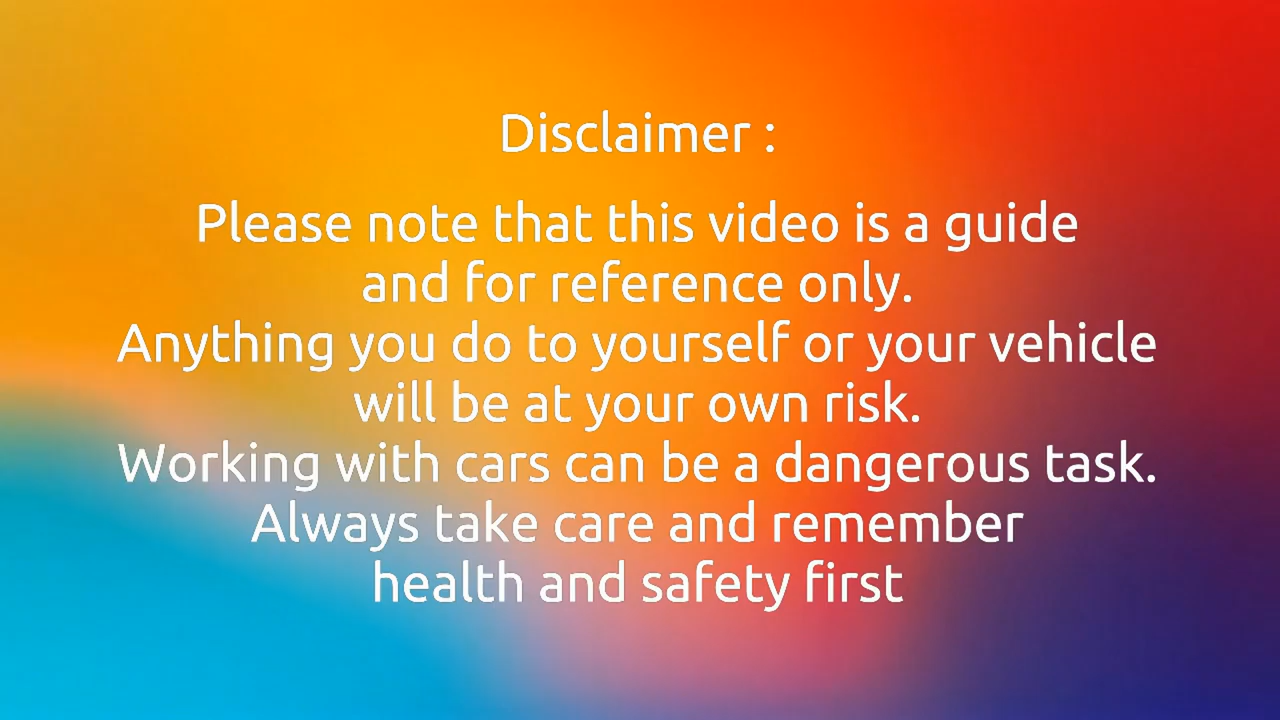 Disclaimer :
Please note that this video is a guide
and for reference only.
Anything you do to yourself or your vehicle
will be at your own risk.
Working with cars can be a dangerous task.
Always take care and remember
health and safety first